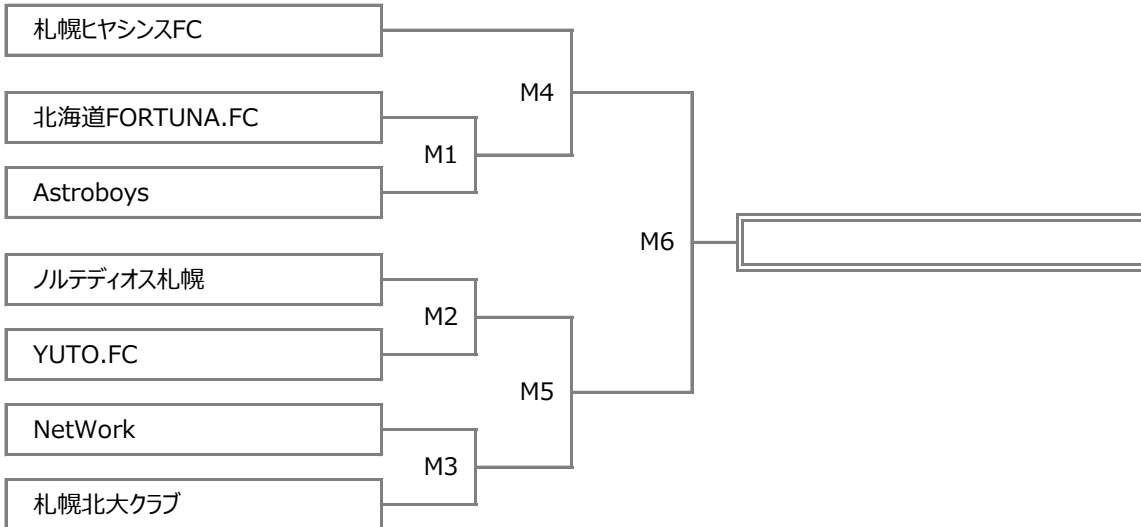 札幌ヒヤシンスFC
M4
北海道FORTUNA.FC
M1
Astroboys
M6
ノルテディオス札幌
M2
YUTO.FC
M5
NetWork
M3
札幌北大クラブ